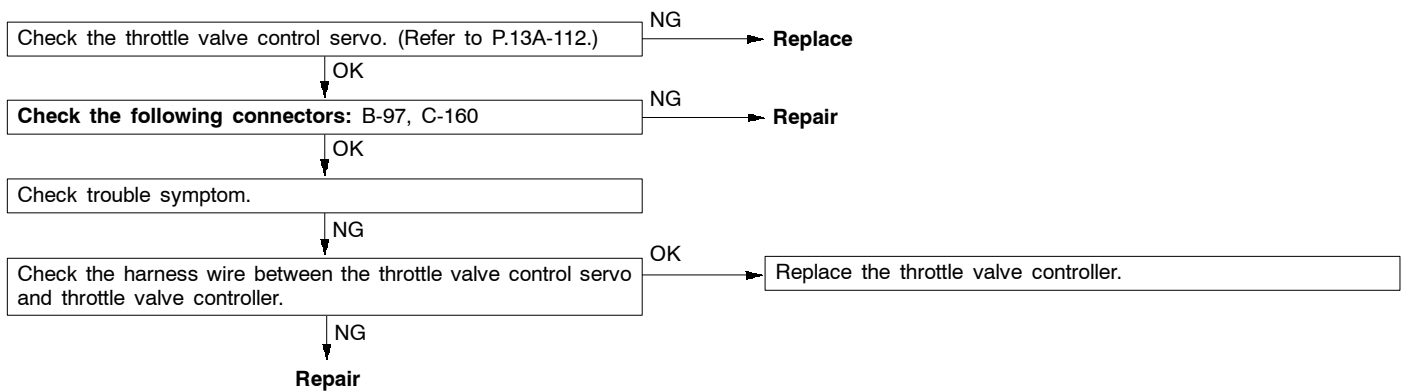 Check the throttle valve control servo. (Refer to P.13A-112.)
NG
Replace
OK
Check the following connectors: B-97, C-160
NG
Repair
OK
Check trouble symptom.
NG
Check the harness wire between the throttle valve control servo
and throttle valve controller.
OK
Replace the throttle valve controller.
NG
Repair